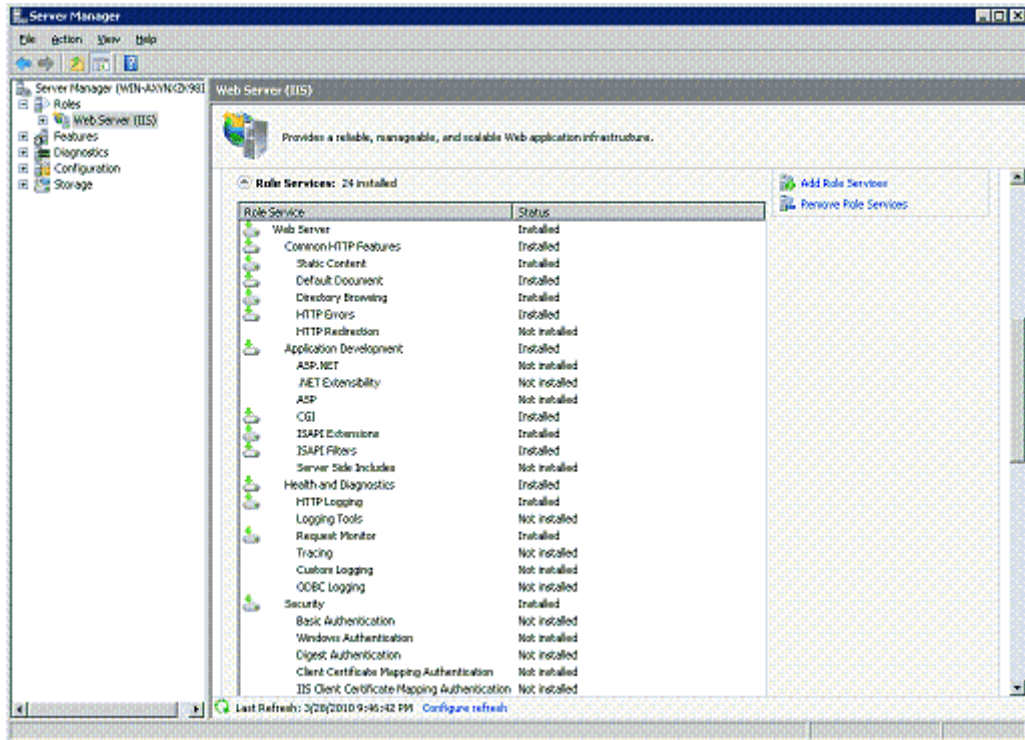 Server Manager
File Action View Help
Server Manager (WIN-AXYNXZK98I
Roles
Web Server (IIS)
Features
Diagnostics
Configuration
Storage
Web Server (IIS)
Provides a reliable, manageable, and scalable Web application infrastructure.
Role Services: 24 installed
Add Role Services
Remove Role Services
Role Service Status
Web Server Installed
Common HTTP Features Installed
Static Content Installed
Default Document Installed
Directory Browsing Installed
HTTP Errors Installed
HTTP Redirection Not installed
Application Development Installed
ASP.NET Not installed
.NET Extensibility Not installed
ASP Not installed
CGI Installed
ISAPI Extensions Installed
ISAPI Filters Installed
Server Side Includes Not installed
Health and Diagnostics Installed
HTTP Logging Installed
Logging Tools Not installed
Request Monitor Installed
Tracing Not installed
Custom Logging Not installed
ODBC Logging Not installed
Security Installed
Basic Authentication Not installed
Windows Authentication Not installed
Digest Authentication Not installed
Client Certificate Mapping Authentication Not installed
IIS Client Certificate Mapping Authentication Not installed
Last Refresh: 3/28/2010 9:46:42 PM Configure refresh